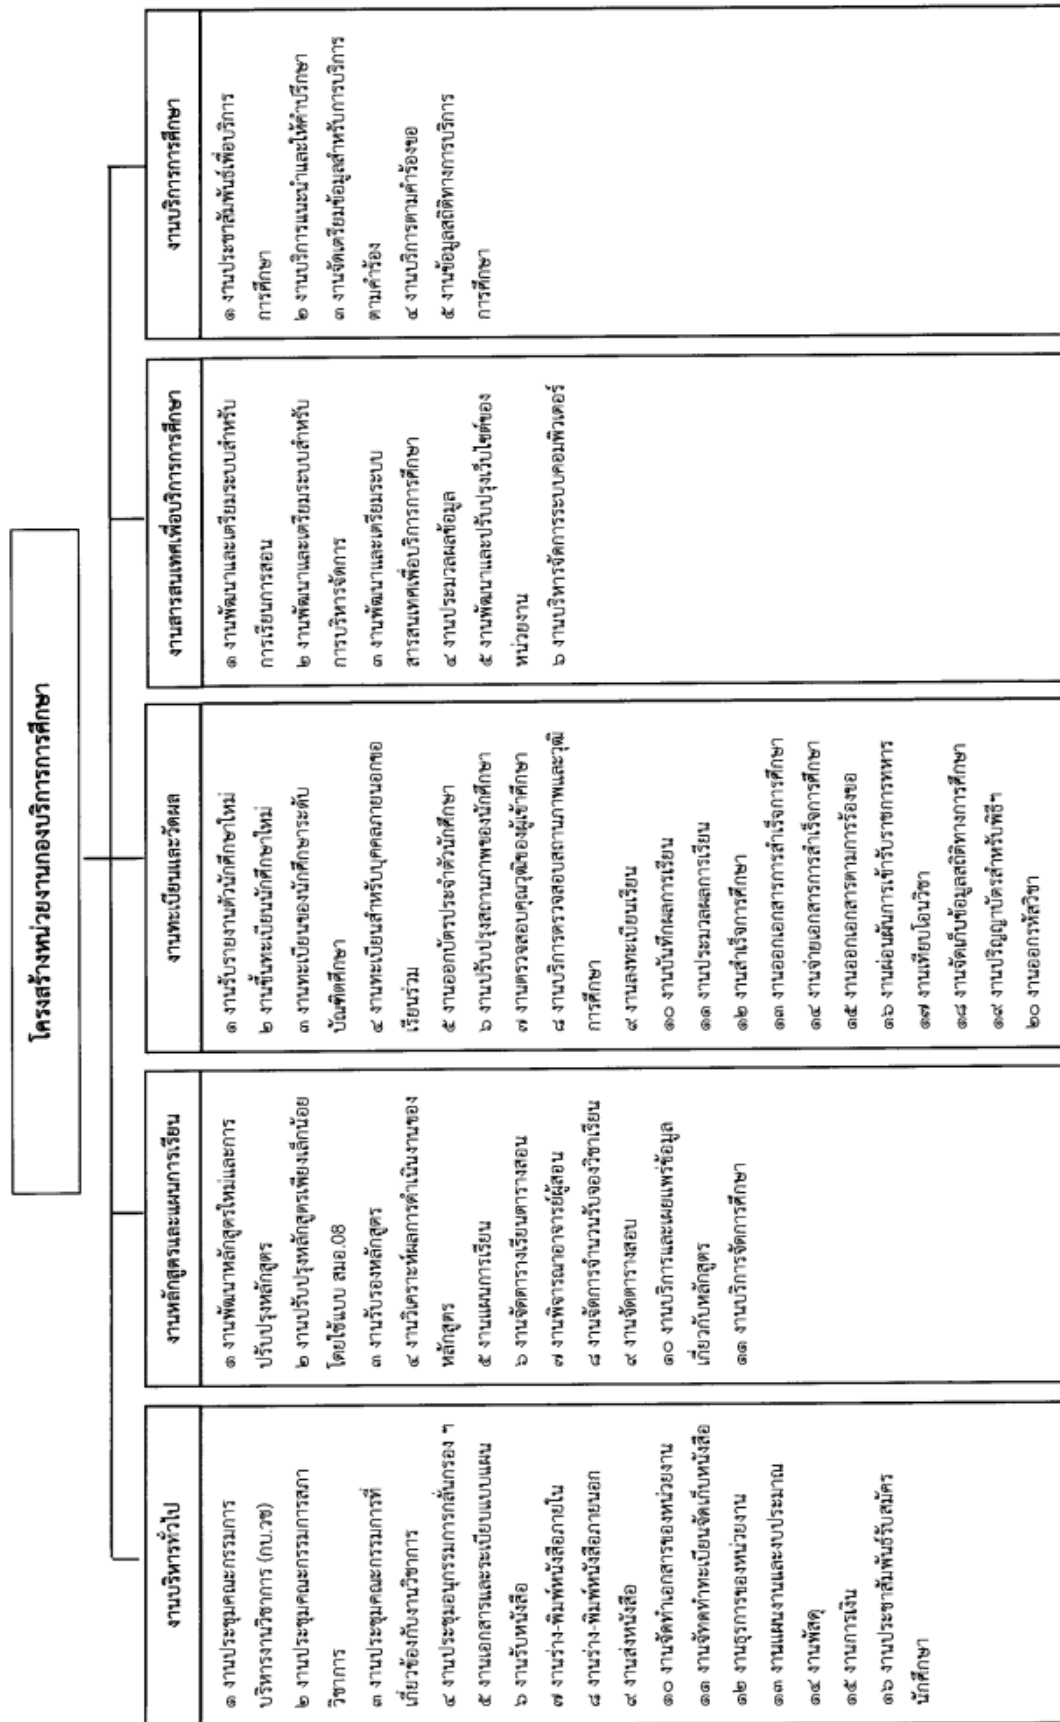 โครงสร้างหน่วยงานกองบริการการศึกษา
งานบริหารทั่วไป
๑ งานประชุมคณะกรรมการ
บริหารงานวิชาการ (กบ.วช)
๒ งานประชุมคณะกรรมการสภา
วิชาการ
๓ งานประชุมคณะกรรมการที่
เกี่ยวข้องกับงานวิชาการ
๔ งานประชุมอนุกรรมการกลั่นกรอง ฯ
๕ งานเอกสารและระเบียบแบบแผน
๖ งานรับหนังสือ
๗ งานร่าง-พิมพ์หนังสือภายใน
๘ งานร่าง-พิมพ์หนังสือภายนอก
๙ งานส่งหนังสือ
๑๐ งานจัดทำเอกสารของหน่วยงาน
๑๑ งานจัทดทำทะเบียนจัดเก็บหนังสือ
๑๒ งานธุรการของหน่วยงาน
๑๓ งานแผนงานและงบประมาณ
๑๔ งานพัสดุ
๑๕ งานการเงิน
๑๖ งานประชาสัมพันธ์รับสมัคร
นักศึกษา
งานหลักสูตรและแผนการเรียน
๑ งานพัฒนาหลักสูตรใหม่และการ
ปรับปรุงหลักสูตร
๒ งานปรับปรุงหลักสูตรเพียงเล็กน้อย
โดยใช้แบบ สมอ.08
๓ งานรับรองหลักสูตร
๔ งานวิเคราะห์ผลการดำเนินงานของ
หลักสูตร
๕ งานแผนการเรียน
๖ งานจัดตารางเรียนตารางสอน
๗ งานพิจารณาอาจารย์ผู้สอน
๘ งานจัดการจำนวนรับจองวิชาเรียน
๙ งานจัดตารางสอบ
๑๐ งานบริการและเผยแพร่ข้อมูล
เกี่ยวกับหลักสูตร
๑๑ งานบริการจัดการศึกษา
งานทะเบียนและวัดผล
๑ งานรับรายงานตัวนักศึกษาใหม่
๒ งานขึ้นทะเบียนนักศึกษาใหม่
๓ งานทะเบียนของนักศึกษาระดับ
บัณฑิตศึกษา
๔ งานทะเบียนสำหรับบุคคลภายนอกขอ
เรียนร่วม
๕ งานออกบัตรประจำตัวนักศึกษา
๖ งานปรับปรุงสถานภาพของนักศึกษา
๗ งานตรวจสอบคุณวุฒิของผู้เข้าศึกษา
๘ งานบริการตรวจสอบสถานภาพและวุฒิ
การศึกษา
๙ งานลงทะเบียนเรียน
๑๐ งานบันทึกผลการเรียน
๑๑ งานประมวลผลการเรียน
๑๒ งานสำเร็จการศึกษา
๑๓ งานออกเอกสารการสำเร็จการศึกษา
๑๔ งานจ่ายเอกสารการสำเร็จการศึกษา
๑๕ งานออกเอกสารตามการร้องขอ
๑๖ งานผ่อนผันการเข้ารับราชการทหาร
๑๗ งานเทียบโอนวิชา
๑๘ งานจัดเก็บข้อมูลสถิติทางการศึกษา
๑๙ งานปริญญาบัตรสำหรับพิธีฯ
๒๐ งานออกรหัสวิชา
งานสารสนเทศเพื่อบริการการศึกษา
๑ งานพัฒนาและเตรียมระบบสำหรับ
การเรียนการสอน
๒ งานพัฒนาและเตรียมระบบสำหรับ
การบริหารจัดการ
๓ งานพัฒนาและเตรียมระบบ
สารสนเทศเพื่อบริการการศึกษา
๔ งานประมวลผลข้อมูล
๕ งานพัฒนาและปรับปรุงเว็บไซต์ของ
หน่วยงาน
๖ งานบริหารจัดการระบบคอมพิวเตอร์
งานบริการการศึกษา
๑ งานประชาสัมพันธ์เพื่อบริการ
การศึกษา
๒ งานบริการแนะนำและให้คำปรึกษา
๓ งานจัดเตรียมข้อมูลสำหรับการบริการ
ตามคำร้อง
๔ งานบริการตามคำร้องขอ
๕ งานข้อมูลสถิติทางการบริการ
การศึกษา